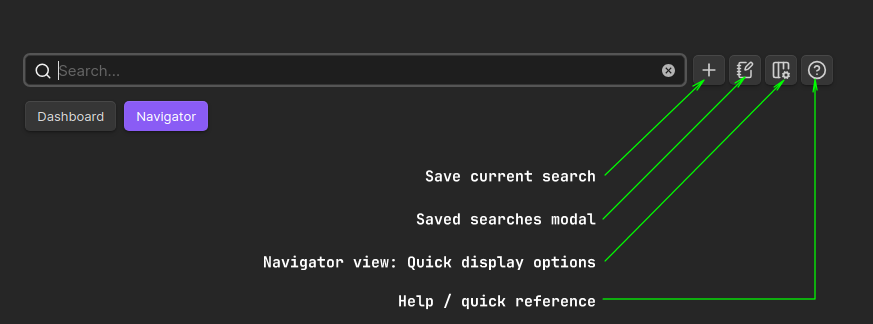 Search...
Dashboard Navigator
Save current search
Saved searches modal
Navigator view: Quick display options
Help / quick reference